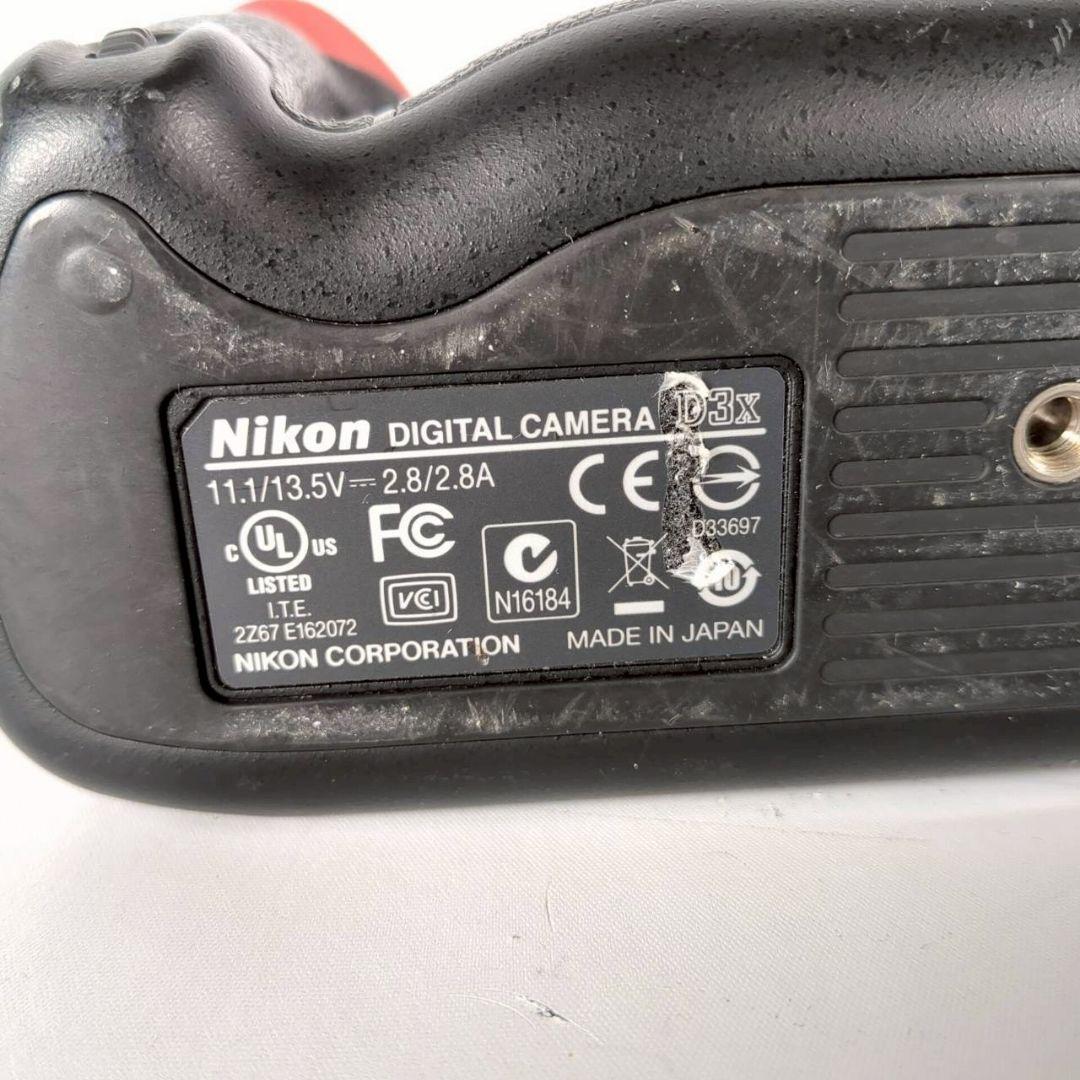 Nikon DIGITAL CAMERA D3x
11.1/13.5V ⎓ 2.8/2.8A
CE
c UL US
LISTED
FC
D33697
I.T.E.
VCI
N16184
10
2Z67 E162072
NIKON CORPORATION
MADE IN JAPAN